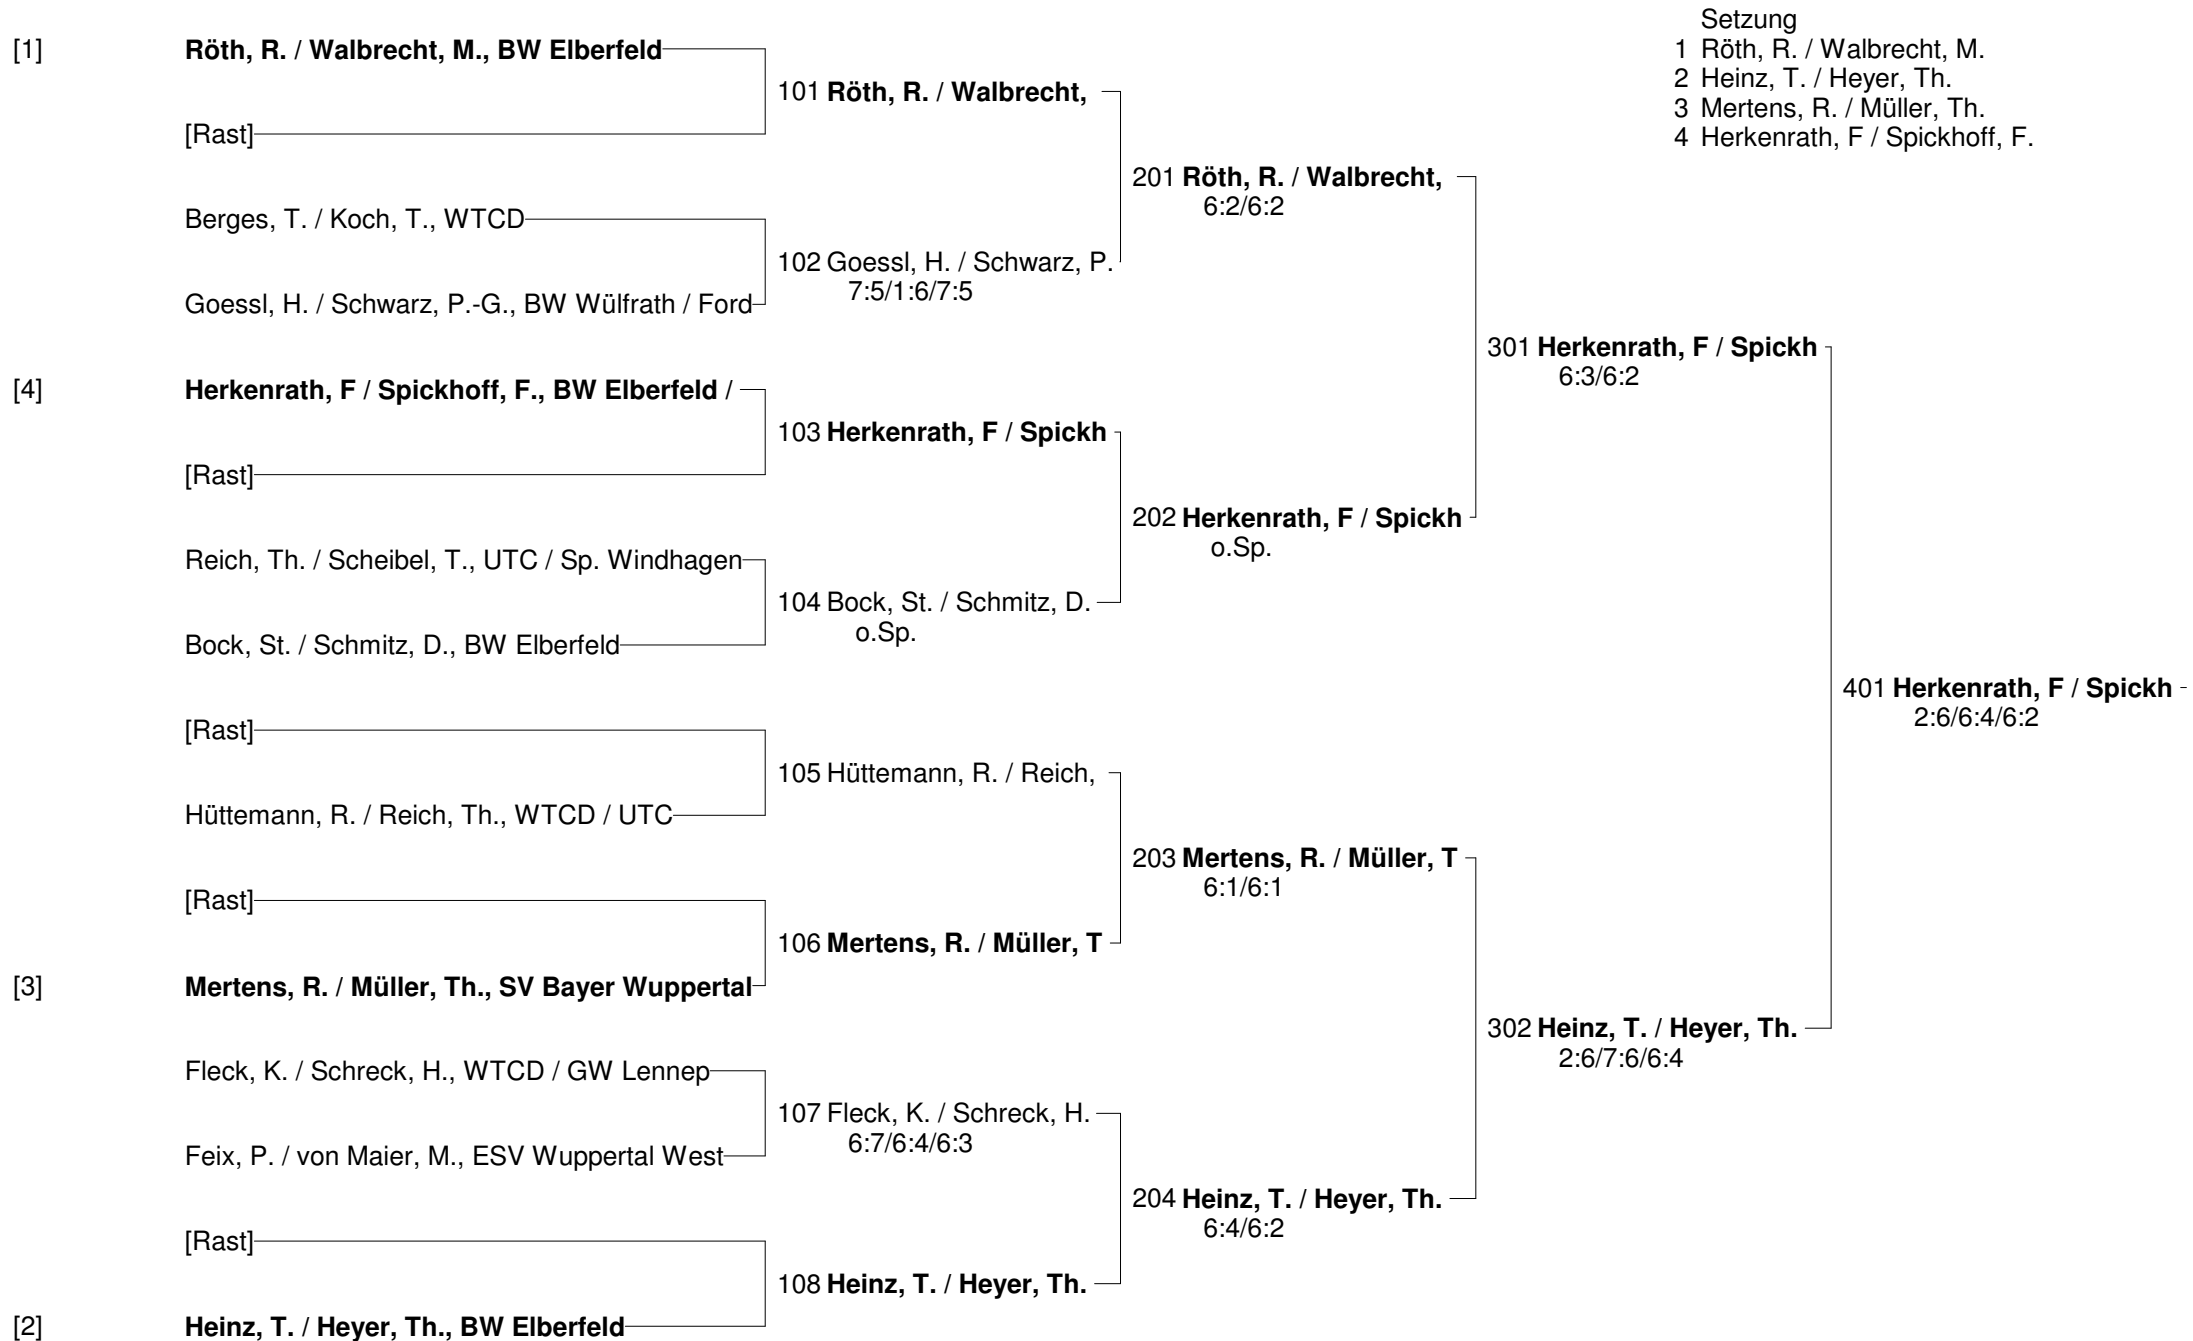 Setzung
1 Röth, R. / Walbrecht, M.
2 Heinz, T. / Heyer, Th.
3 Mertens, R. / Müller, Th.
4 Herkenrath, F / Spickhoff, F.
[1] Röth, R. / Walbrecht, M., BW Elberfeld
[Rast]
Berges, T. / Koch, T., WTCD
Goessl, H. / Schwarz, P.-G., BW Wülfrath / Ford
[4] Herkenrath, F / Spickhoff, F., BW Elberfeld /
[Rast]
Reich, Th. / Scheibel, T., UTC / Sp. Windhagen
Bock, St. / Schmitz, D., BW Elberfeld
[Rast]
Hüttemann, R. / Reich, Th., WTCD / UTC
[Rast]
[3] Mertens, R. / Müller, Th., SV Bayer Wuppertal
Fleck, K. / Schreck, H., WTCD / GW Lennep
Feix, P. / von Maier, M., ESV Wuppertal West
[Rast]
[2] Heinz, T. / Heyer, Th., BW Elberfeld
101 Röth, R. / Walbrecht,
102 Goessl, H. / Schwarz, P.
7:5/1:6/7:5
103 Herkenrath, F / Spickh
104 Bock, St. / Schmitz, D.
o.Sp.
105 Hüttemann, R. / Reich,
106 Mertens, R. / Müller, T
107 Fleck, K. / Schreck, H.
6:7/6:4/6:3
108 Heinz, T. / Heyer, Th.
201 Röth, R. / Walbrecht,
6:2/6:2
202 Herkenrath, F / Spickh
o.Sp.
203 Mertens, R. / Müller, T
6:1/6:1
204 Heinz, T. / Heyer, Th.
6:4/6:2
301 Herkenrath, F / Spickh
6:3/6:2
302 Heinz, T. / Heyer, Th.
2:6/7:6/6:4
401 Herkenrath, F / Spickh
2:6/6:4/6:2